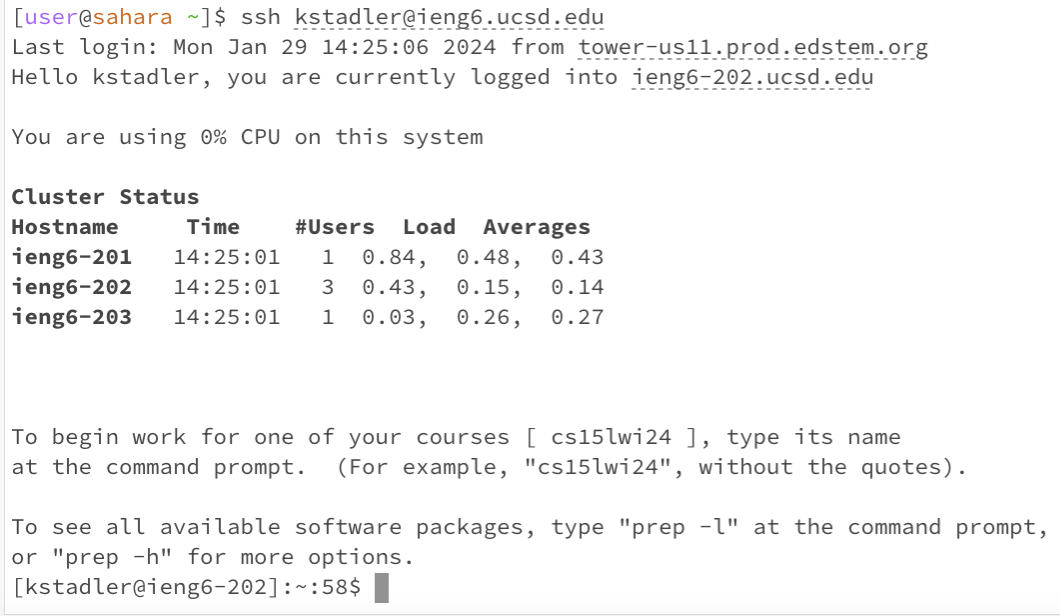 [user@sahara ~]$ ssh kstadler@ieng6.ucsd.edu
Last login: Mon Jan 29 14:25:06 2024 from tower-us11.prod.edstem.org
Hello kstadler, you are currently logged into ieng6-202.ucsd.edu
You are using 0% CPU on this system
Cluster Status
Hostname     Time    #Users  Load  Averages
ieng6-201   14:25:01   1  0.84,  0.48,  0.43
ieng6-202   14:25:01   3  0.43,  0.15,  0.14
ieng6-203   14:25:01   1  0.03,  0.26,  0.27
To begin work for one of your courses [ cs15lwi24 ], type its name
at the command prompt.  (For example, "cs15lwi24", without the quotes).
To see all available software packages, type "prep -l" at the command prompt,
or "prep -h" for more options.
[kstadler@ieng6-202]:~:58$